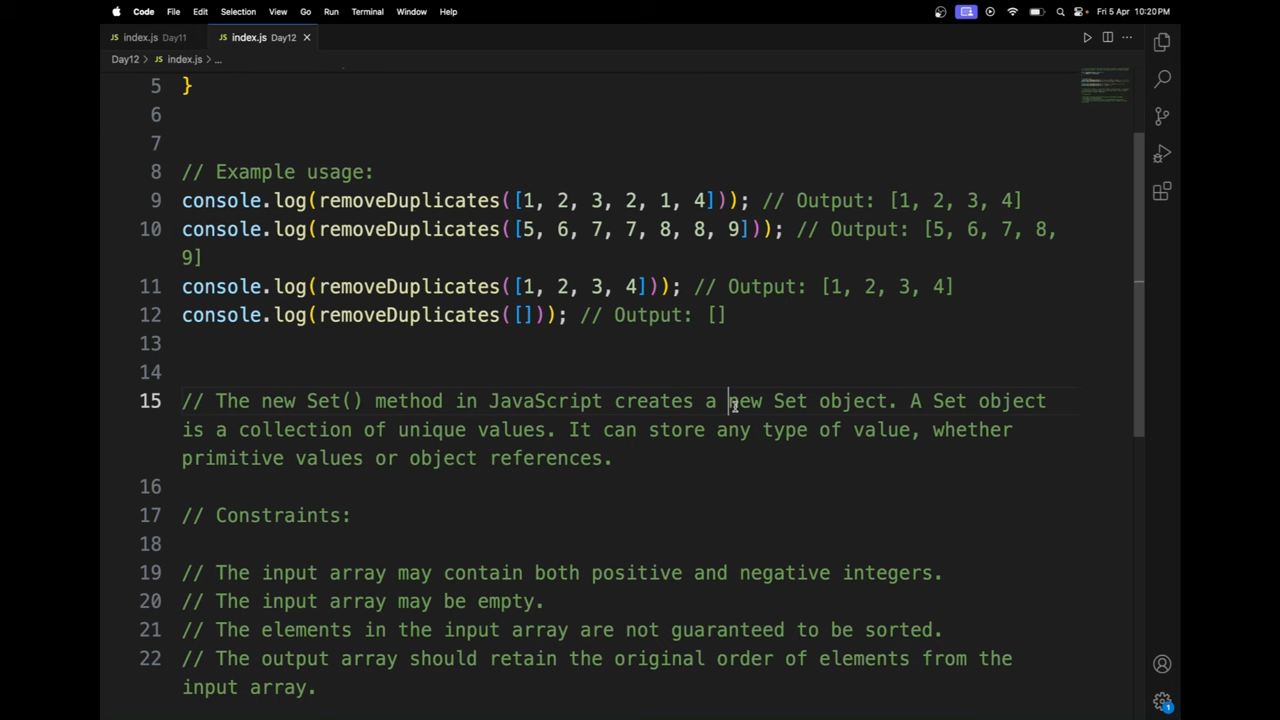 Code File Edit Selection View Go Run Terminal Window Help Fri 5 Apr 10:20 PM
JS index.js Day11 JS index.js Day12 ×
Day12 > JS index.js > ...
5 }
6
7
8 // Example usage:
9 console.log(removeDuplicates([1, 2, 3, 2, 1, 4])); // Output: [1, 2, 3, 4]
10 console.log(removeDuplicates([5, 6, 7, 7, 8, 8, 9])); // Output: [5, 6, 7, 8,
9]
11 console.log(removeDuplicates([1, 2, 3, 4])); // Output: [1, 2, 3, 4]
12 console.log(removeDuplicates([])); // Output: []
13
14
15 // The new Set() method in JavaScript creates a new Set object. A Set object
is a collection of unique values. It can store any type of value, whether
primitive values or object references.
16
17 // Constraints:
18
19 // The input array may contain both positive and negative integers.
20 // The input array may be empty.
21 // The elements in the input array are not guaranteed to be sorted.
22 // The output array should retain the original order of elements from the
input array.
1